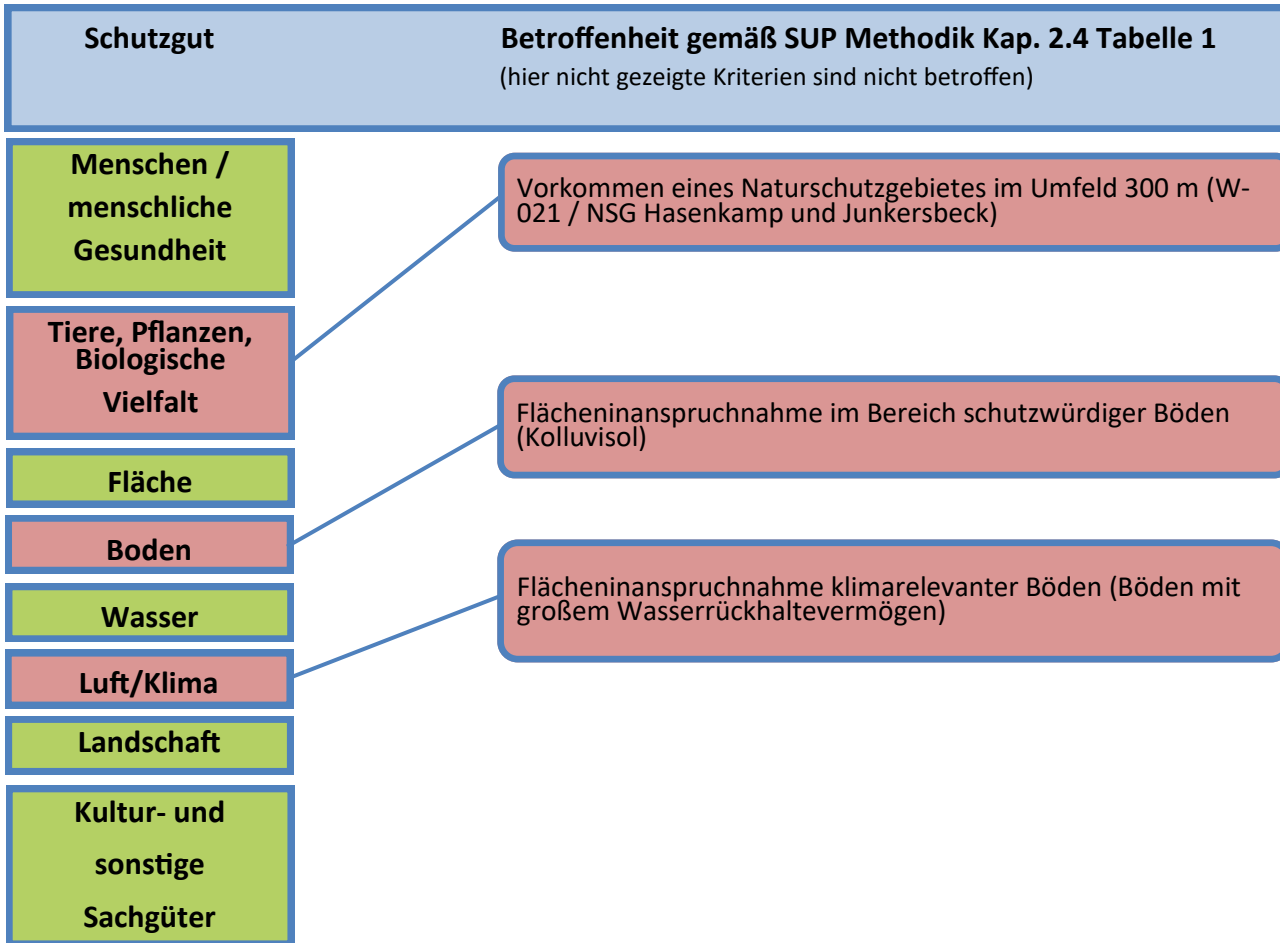 Schutzgut
Betroffenheit gemäß SUP Methodik Kap. 2.4 Tabelle 1
(hier nicht gezeigte Kriterien sind nicht betroffen)
Menschen /
menschliche
Gesundheit
Vorkommen eines Naturschutzgebietes im Umfeld 300 m (W-
021 / NSG Hasenkamp und Junkersbeck)
Tiere, Pflanzen,
Biologische
Vielfalt
Flächeninanspruchnahme im Bereich schutzwürdiger Böden
(Kolluvisol)
Fläche
Boden
Flächeninanspruchnahme klimarelevanter Böden (Böden mit
großem Wasserrückhaltevermögen)
Wasser
Luft/Klima
Landschaft
Kultur- und
sonstige
Sachgüter